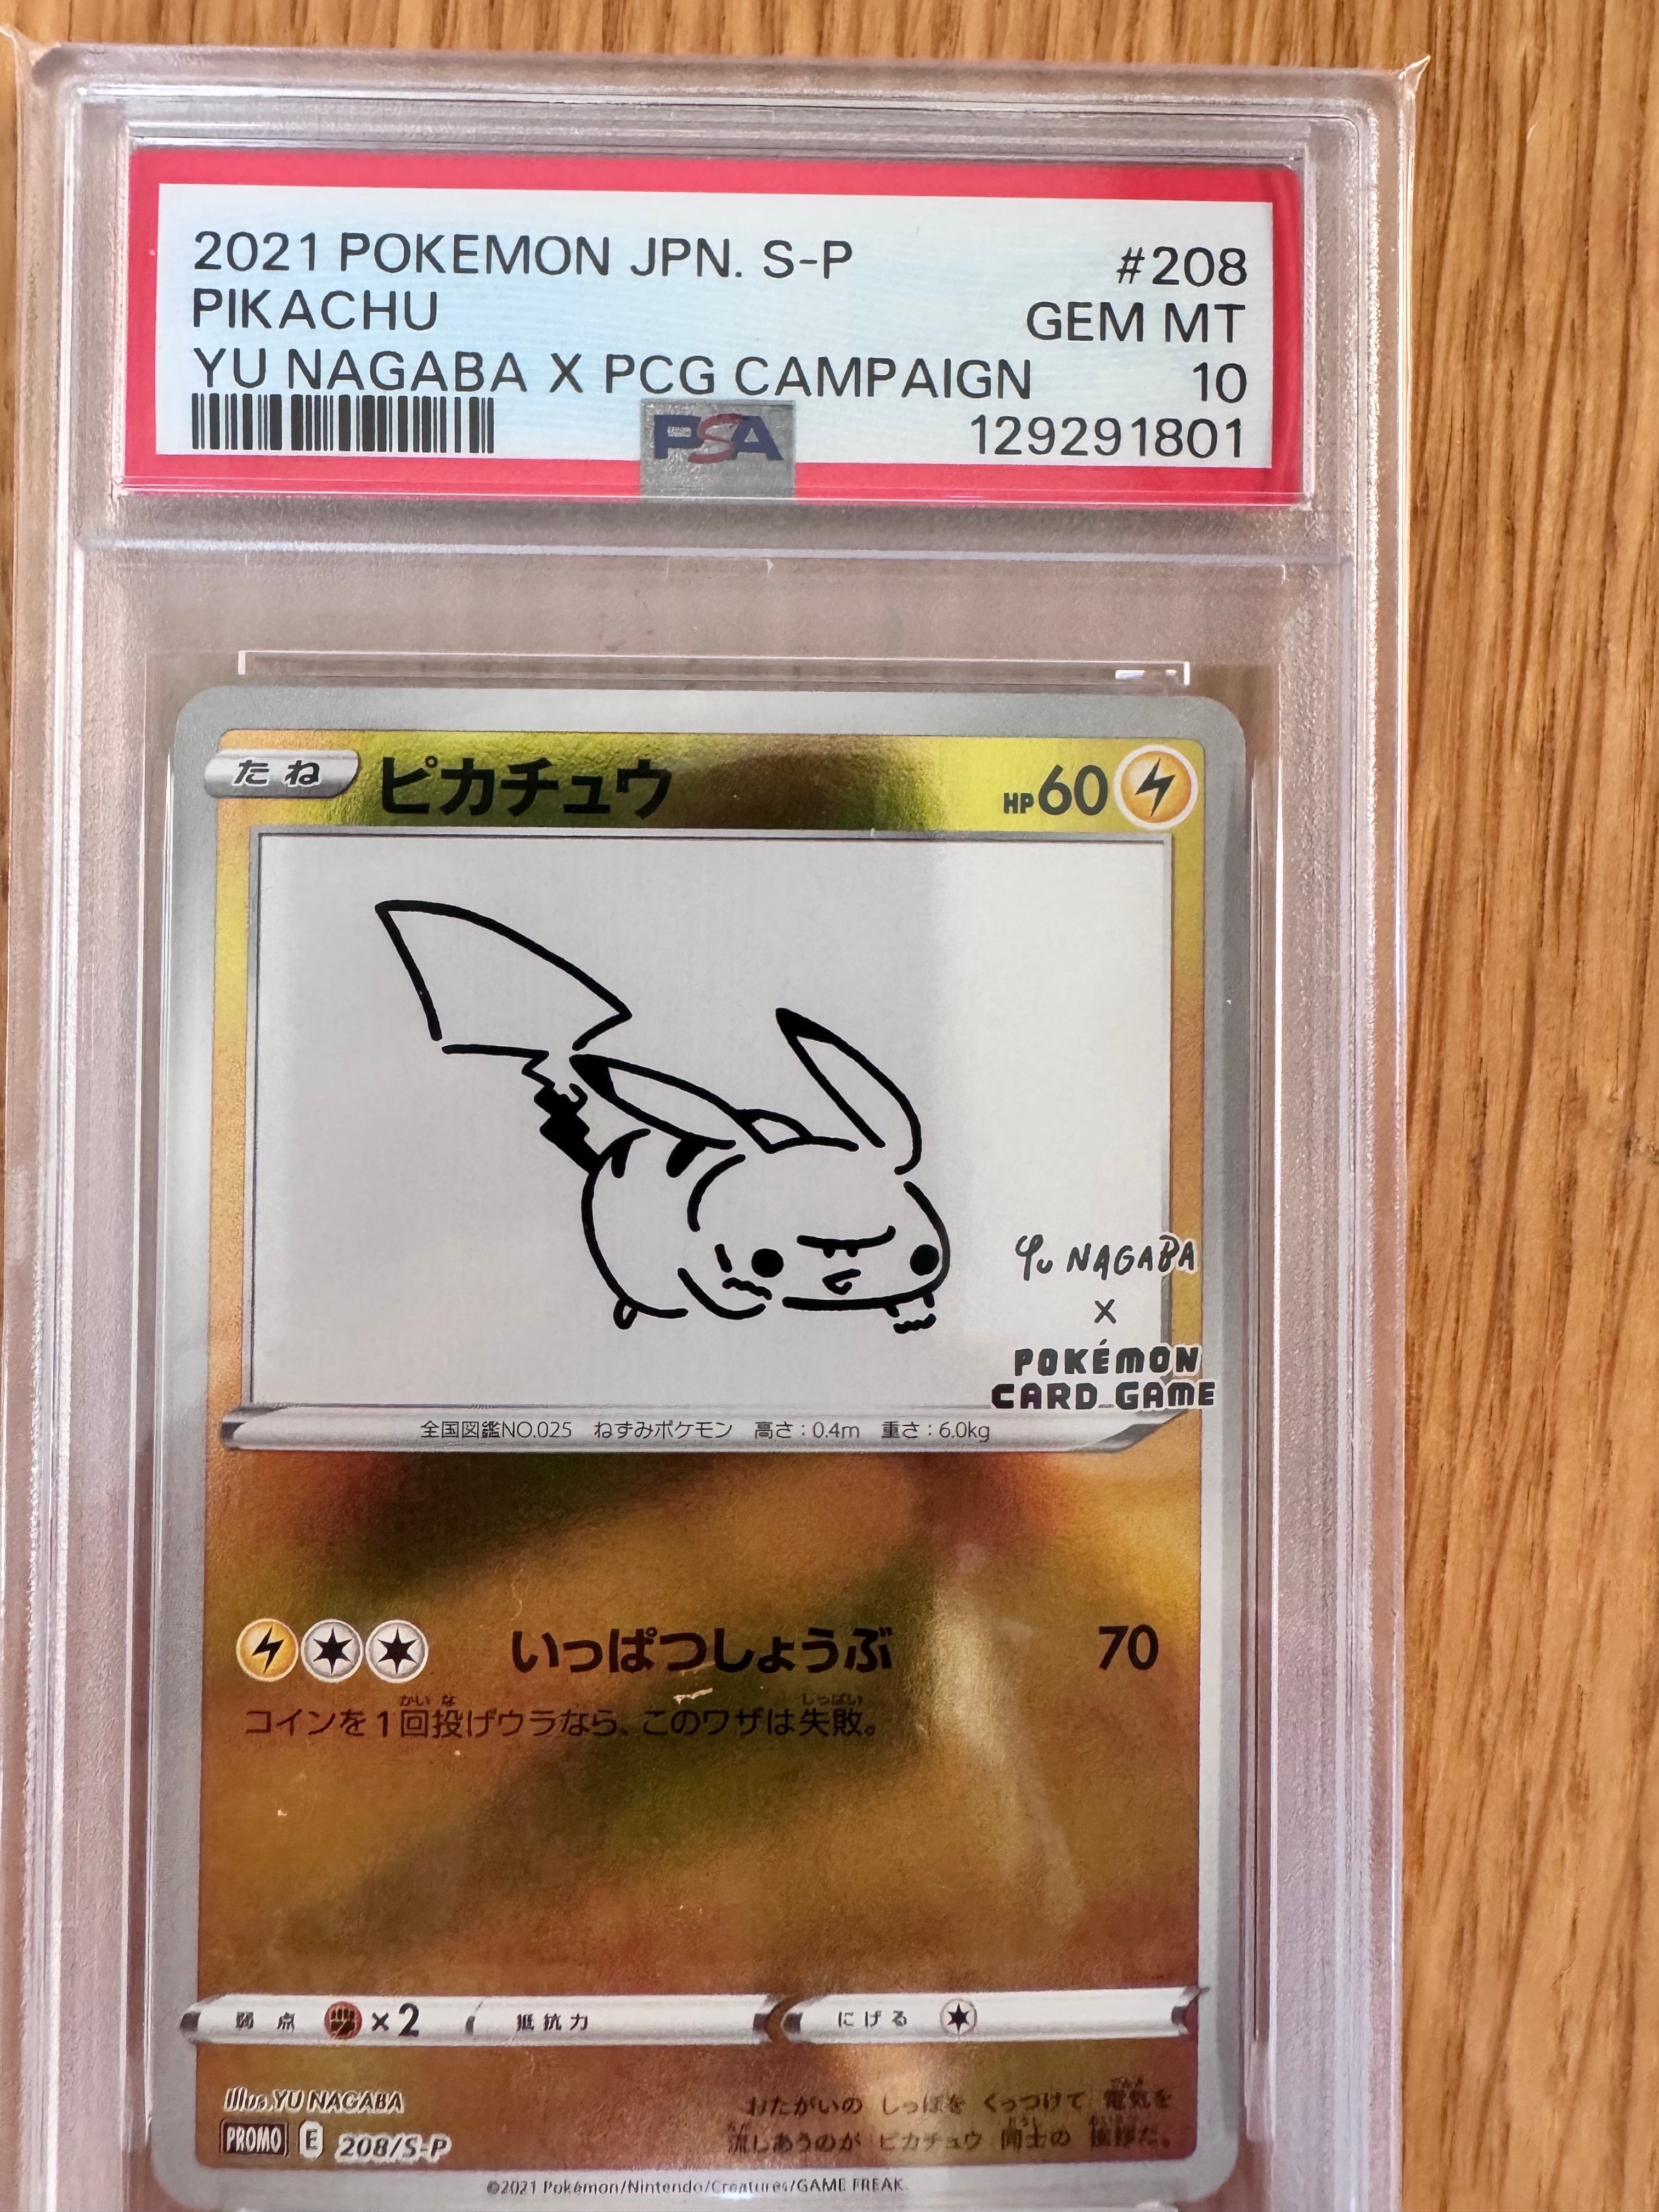 2021 POKEMON JPN. S-P #208
PIKACHU GEM MT
YU NAGABA X PCG CAMPAIGN 10
PSA 129291801
たね ピカチュウ HP60
YU NAGABA
X
POKÉMON
CARD GAME
全国図鑑NO.025 ねずみポケモン 高さ:0.4m 重さ:6.0kg
いっぱつしょうぶ 70
コインを1回投げウラなら、このワザは失敗。
弱点 ×2 抵抗力 にげる
Illus. YU NAGABA
おたがいの しっぽを くっつけて 電気を
PROMO E 208/S-P
流しあうのが ピカチュウ 同士の 挨拶だ。
©2021 Pokémon/Nintendo/Creatures/GAME FREAK.